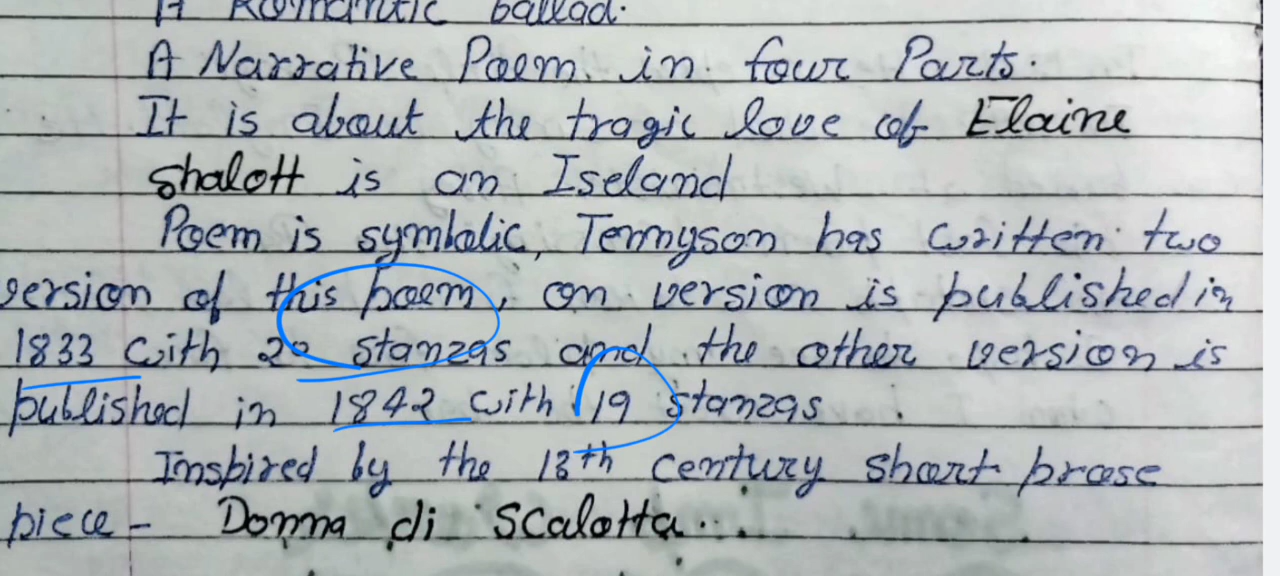 A Romantic ballad.
A Narrative Poem in four Parts.
It is about the tragic love of Elaine
Shalott is an Iseland
Poem is symbolic, Tennyson has written two
version of this poem, on version is published in
1833 with 20 stanzas and the other version is
published in 1842 with 19 stanzas.
Inspired by the 13th century short prose
piece - Donna di Scalotta..